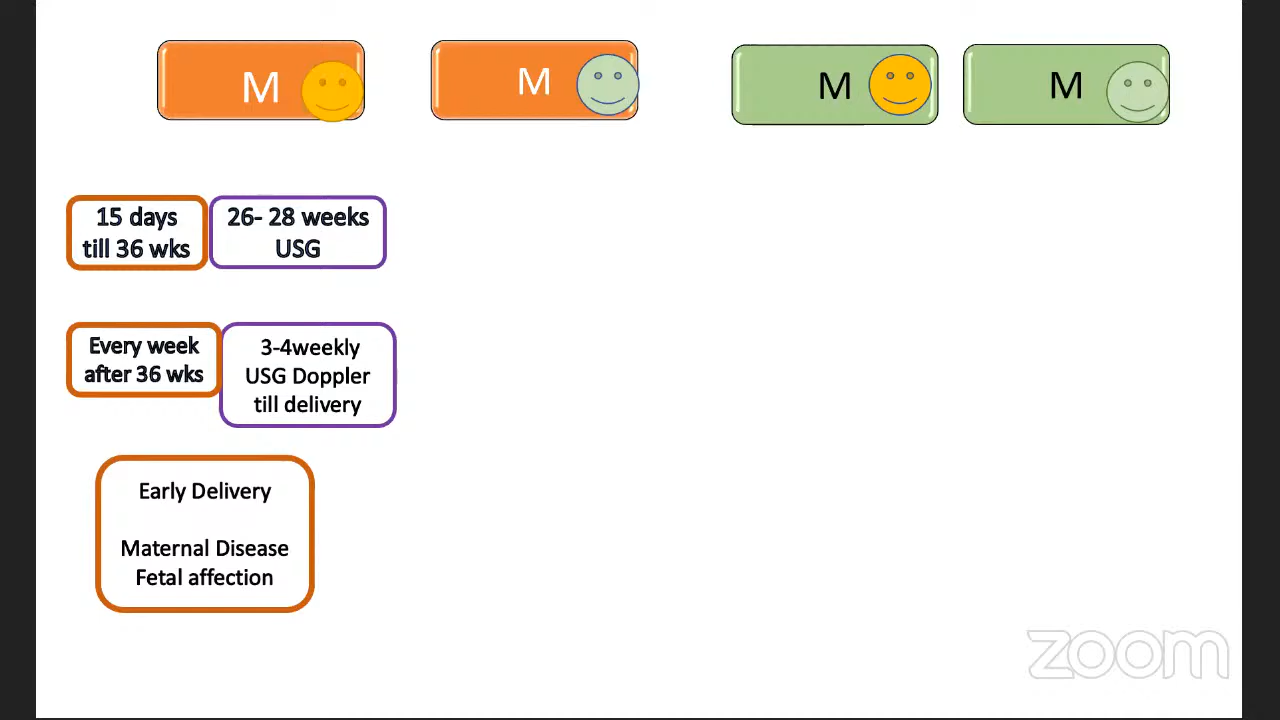 M
M
M
M
15 days
till 36 wks
26- 28 weeks
USG
Every week
after 36 wks
3-4weekly
USG Doppler
till delivery
Early Delivery
Maternal Disease
Fetal affection
zoom